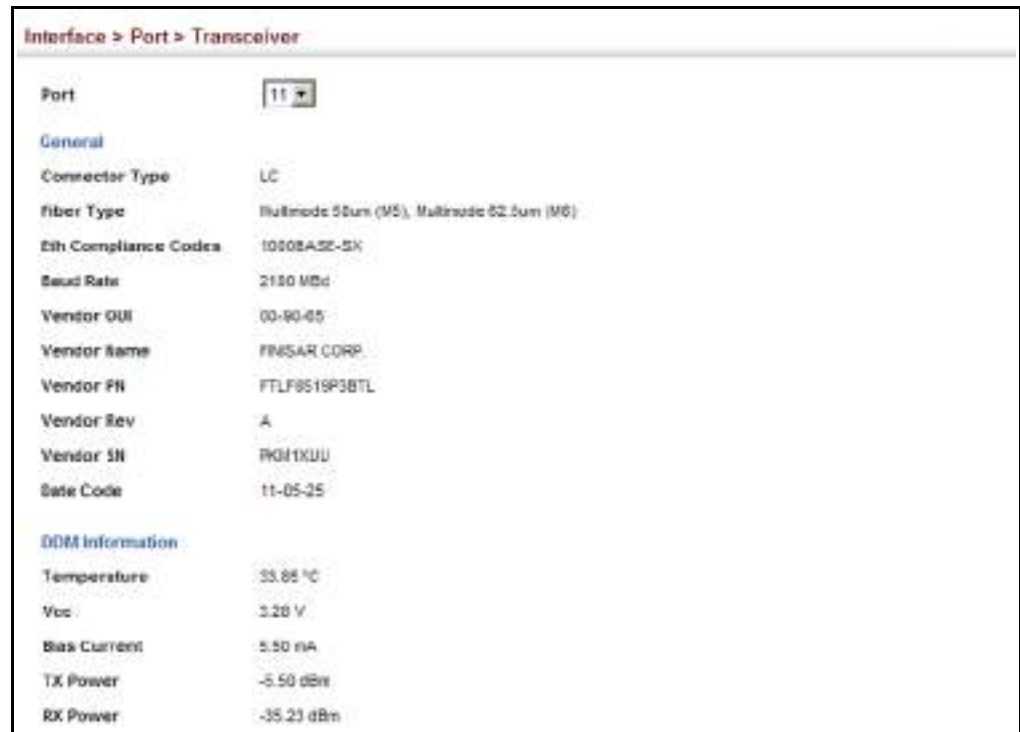 Interface > Port > Transceiver
Port 11
General
Connector Type LC
Fiber Type Multimode 50um (M5), Multimode 62.5um (M6)
Eth Compliance Codes 1000BASE-SX
Baud Rate 2100 MBd
Vendor OUI 00-90-65
Vendor Name FINISAR CORP.
Vendor PN FTLF8519P3BTL
Vendor Rev A
Vendor SN
Date Code 11-05-25
DDM Information
Temperature 33.85 °C
Vcc 3.28 V
Bias Current 5.50 mA
TX Power dBm
RX Power -35.23 dBm